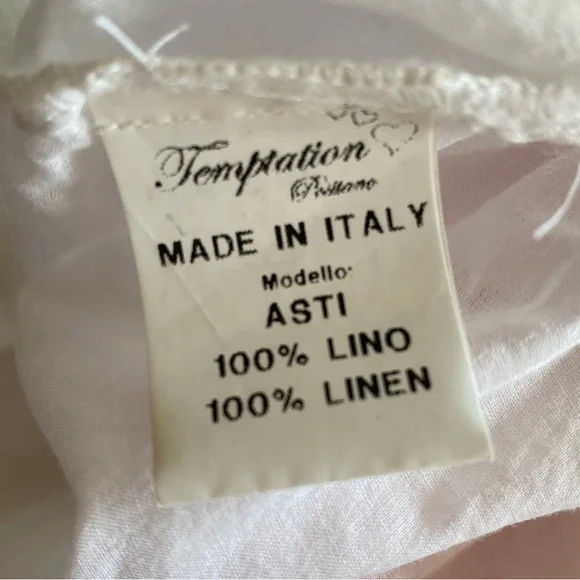 Temptation
Positano
MADE IN ITALY
Modello:
ASTI
100% LINO
100% LINEN